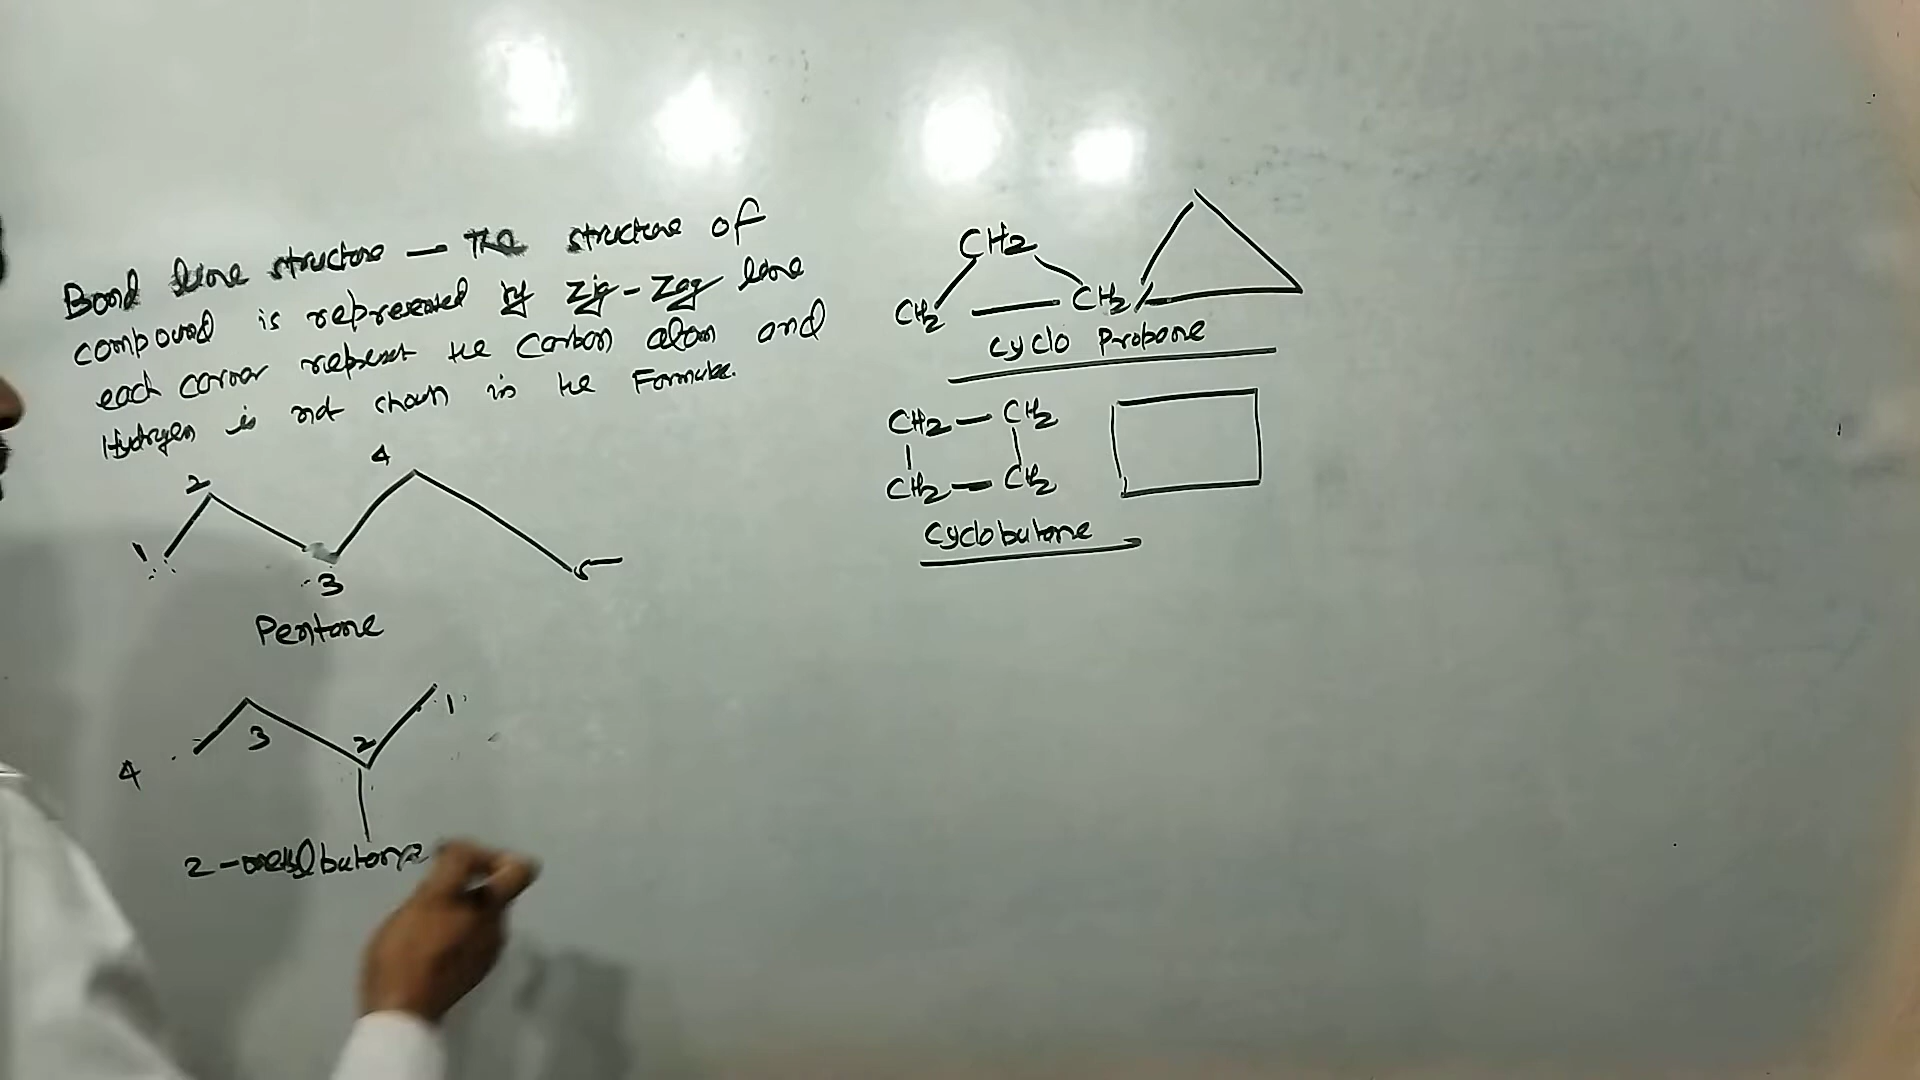 Bond line structure — The structure of
compound is represented by Zig-Zag line
each corner represent the Carbon atom and
Hydrogen is not shown in the Formula.
1 2 3 4 5
Pentane
4 3 2 1
2-methylbutane
CH2
CH2 — CH2
Cyclo Propane
CH2 — CH2
CH2 — CH2
Cyclobutane